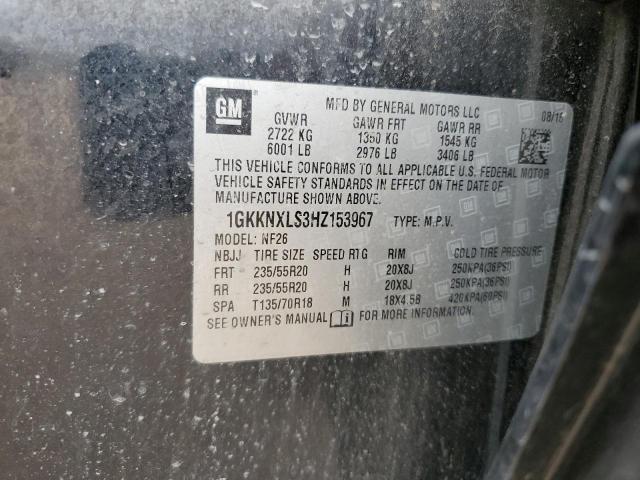 GM
MFD BY GENERAL MOTORS LLC
08/16
GVWR GAWR FRT GAWR RR
2722 KG 1350 KG 1545 KG
6001 LB 2976 LB 3406 LB
THIS VEHICLE CONFORMS TO ALL APPLICABLE U.S. FEDERAL MOTOR
VEHICLE SAFETY STANDARDS IN EFFECT ON THE DATE OF
MANUFACTURE SHOWN ABOVE.
1GKKNXLS3HZ153967 TYPE: M.P.V.
MODEL: NF26
NBJJ TIRE SIZE SPEED RTG RIM COLD TIRE PRESSURE
FRT 235/55R20 H 20X8J 250KPA(36PSI)
RR 235/55R20 H 20X8J 250KPA(36PSI)
SPA T135/70R18 M 18X4.5B 420KPA(60PSI)
SEE OWNER'S MANUAL FOR MORE INFORMATION.